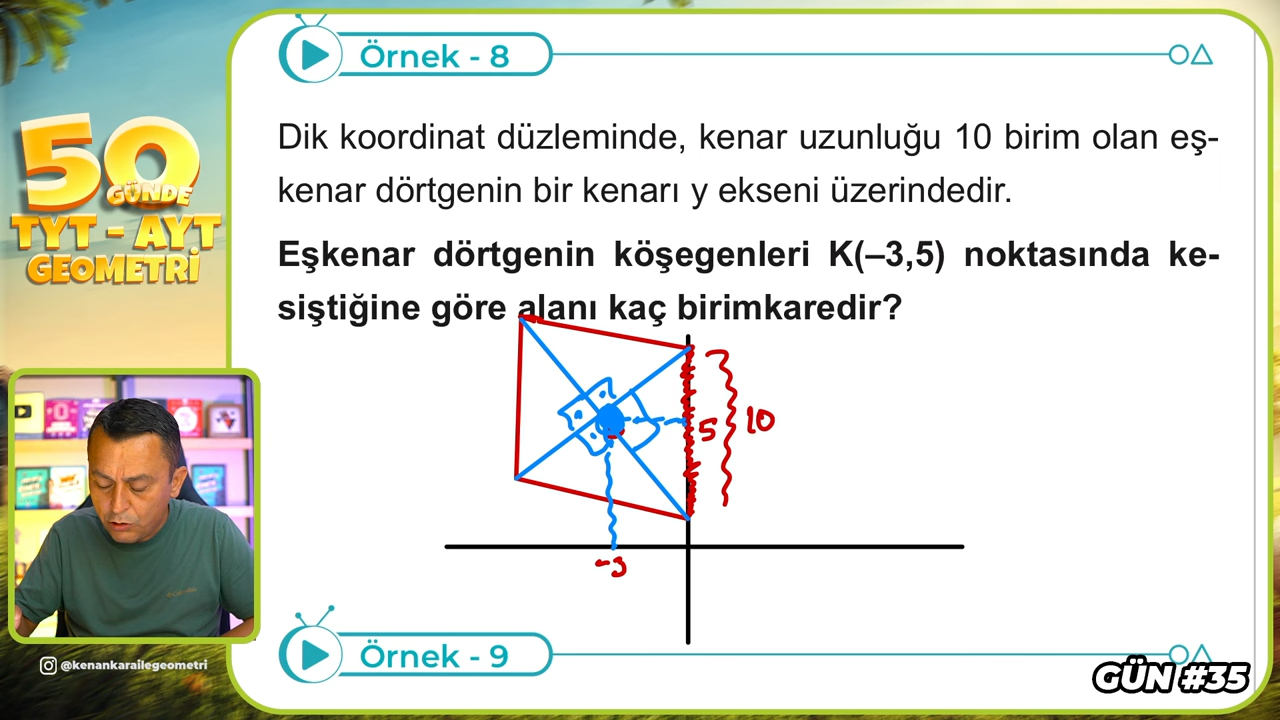 Örnek - 8
50
GÜNDE
TYT - AYT
GEOMETRİ
Dik koordinat düzleminde, kenar uzunluğu 10 birim olan eş-
kenar dörtgenin bir kenarı y ekseni üzerindedir.
Eşkenar dörtgenin köşegenleri K(–3,5) noktasında ke-
siştiğine göre alanı kaç birimkaredir?
5
10
-3
Örnek - 9
@kenankarailegeometri
GÜN #35